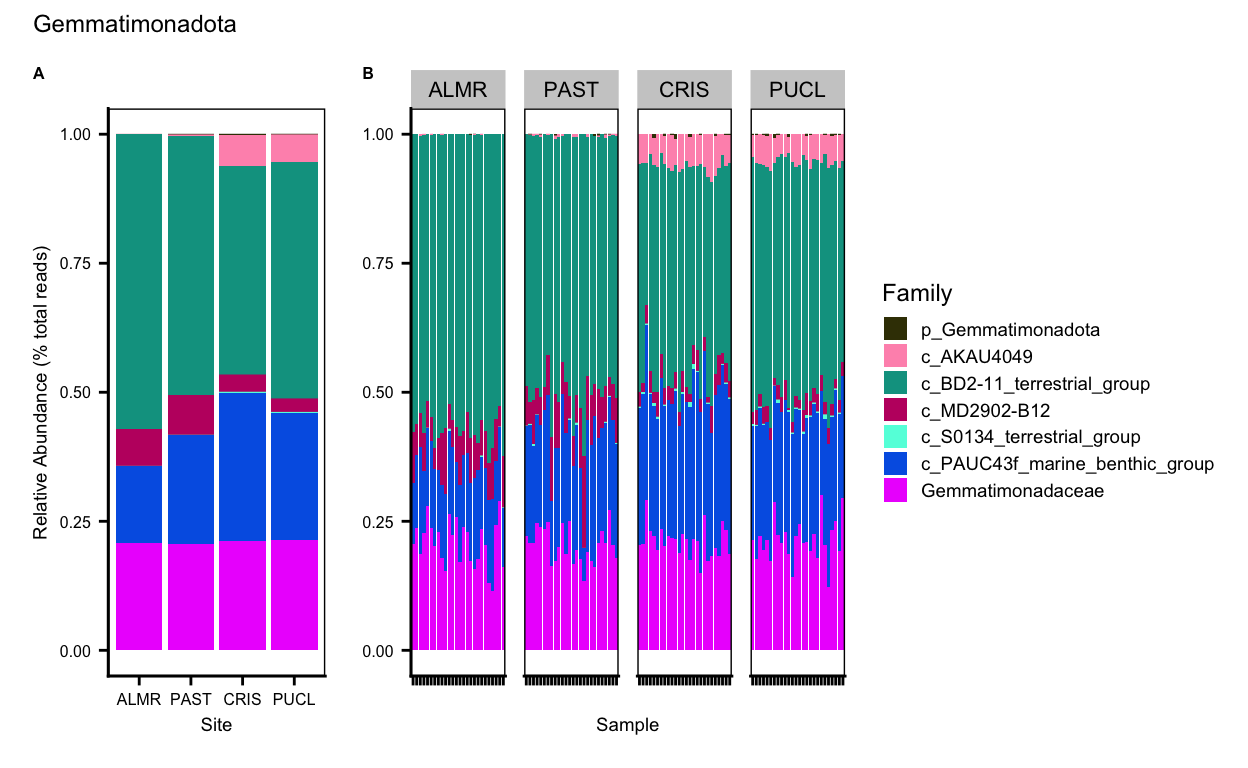 Gemmatimonadota
A
B
ALMR
PAST
CRIS
PUCL
Relative Abundance (% total reads)
1.00
0.75
0.50
0.25
0.00
1.00
0.75
0.50
0.25
0.00
ALMR PAST CRIS PUCL
Site
Sample
Family
p_Gemmatimonadota
c_AKAU4049
c_BD2-11_terrestrial_group
c_MD2902-B12
c_S0134_terrestrial_group
c_PAUC43f_marine_benthic_group
Gemmatimonadaceae